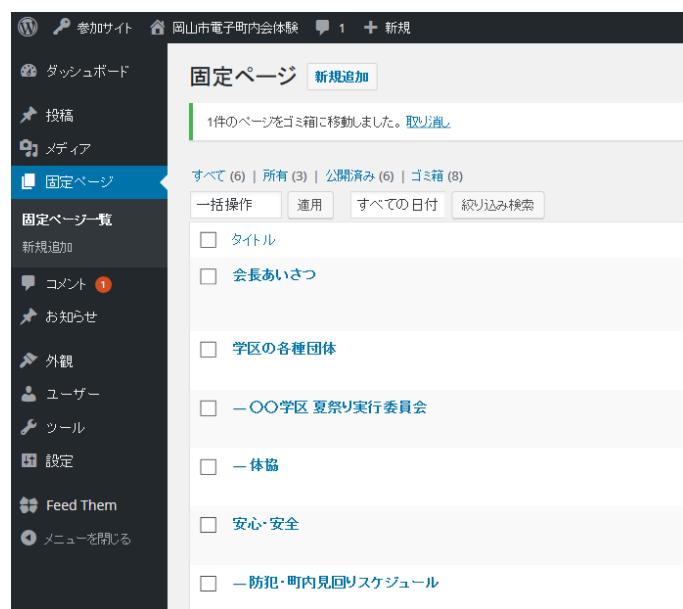 参加サイト 岡山市電子町内会体験 1 新規
ダッシュボード
投稿
メディア
固定ページ
固定ページ一覧
新規追加
コメント 1
お知らせ
外観
ユーザー
ツール
設定
Feed Them
メニューを閉じる
固定ページ 新規追加
1件のページをゴミ箱に移動しました。取り消し
すべて (6) | 所有 (3) | 公開済み (6) | ゴミ箱 (8)
一括操作 適用 すべての日付 絞り込み検索
タイトル
会長あいさつ
学区の各種団体
— 〇〇学区 夏祭り実行委員会
— 体協
安心・安全
— 防犯・町内見回りスケジュール